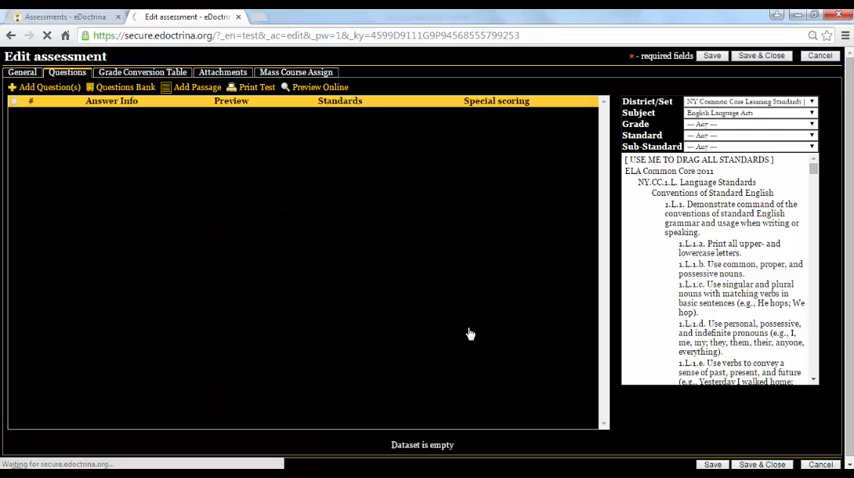 Assessments - eDoctrina
Edit assessment - eDoctri
https://secure.edoctrina.org/?_en=test&_ac=edit&_pw=1&_ky=4599D9111G9P94568555799253
Edit assessment
* - required fields Save Save & Close Cancel
General Questions Grade Conversion Table Attachments Mass Course Assign
Add Question(s) Questions Bank Add Passage Print Test Preview Online
# Answer Info Preview Standards Special scoring
District/Set NY Common Core Learning Standards |
Subject English Language Arts
Grade --- Any ---
Standard --- Any ---
Sub-Standard --- Any ---
[ USE ME TO DRAG ALL STANDARDS ]
ELA Common Core 2011
NY.CC.1.L. Language Standards
Conventions of Standard English
1.L.1. Demonstrate command of the
conventions of standard English
grammar and usage when writing or
speaking.
1.L.1.a. Print all upper- and
lowercase letters.
1.L.1.b. Use common, proper, and
possessive nouns.
1.L.1.c. Use singular and plural
nouns with matching verbs in
basic sentences (e.g., He hops; We
hop).
1.L.1.d. Use personal, possessive,
and indefinite pronouns (e.g., I,
me, my; they, them, their, anyone,
everything).
1.L.1.e. Use verbs to convey a
sense of past, present, and future
(e.g., Yesterday I walked home;
Dataset is empty
Waiting for secure.edoctrina.org...
Save Save & Close Cancel